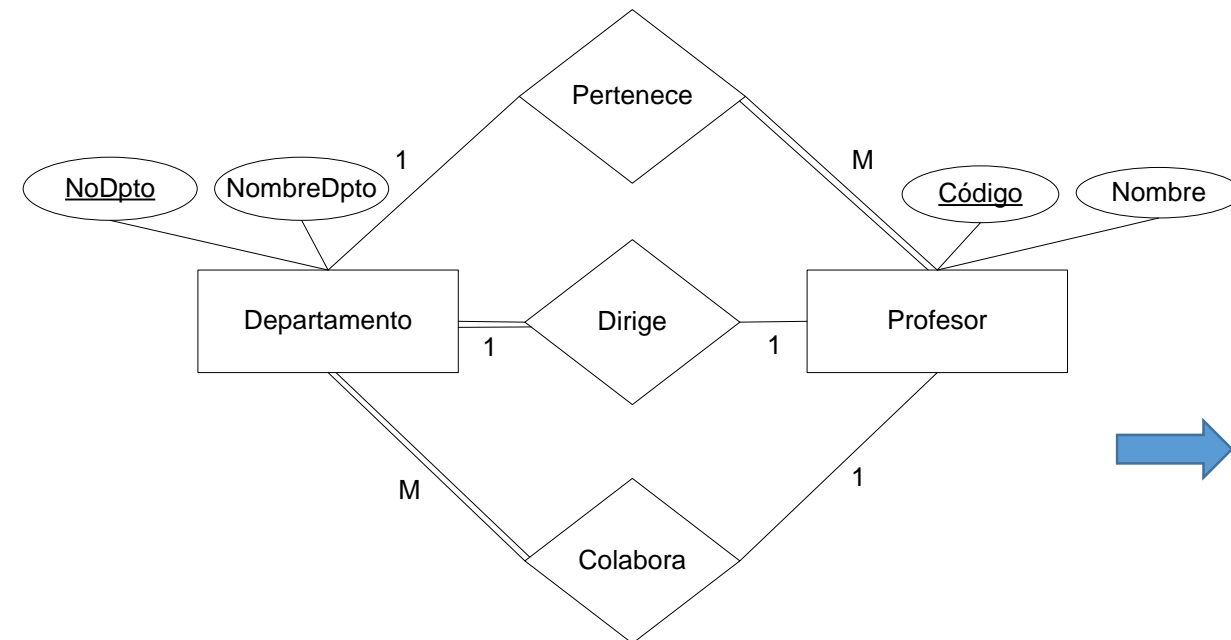 Pertenece
1
M
NoDpto
NombreDpto
Código
Nombre
Departamento
Dirige
Profesor
1
1
M
1
Colabora